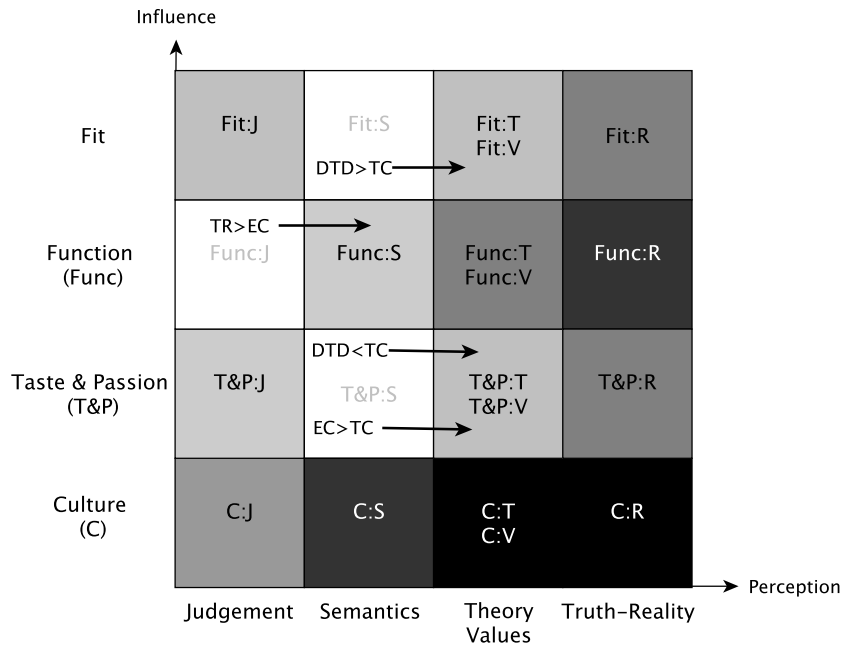 Influence
Fit
Fit:J
Fit:S
Fit:T
Fit:V
Fit:R
DTD>TC
TR>EC
Function
(Func)
Func:J
Func:S
Func:T
Func:V
Func:R
DTD<TC
Taste & Passion
(T&P)
T&P:J
T&P:S
T&P:T
T&P:V
T&P:R
EC>TC
Culture
(C)
C:J
C:S
C:T
C:V
C:R
Perception
Judgement
Semantics
Theory
Values
Truth–Reality